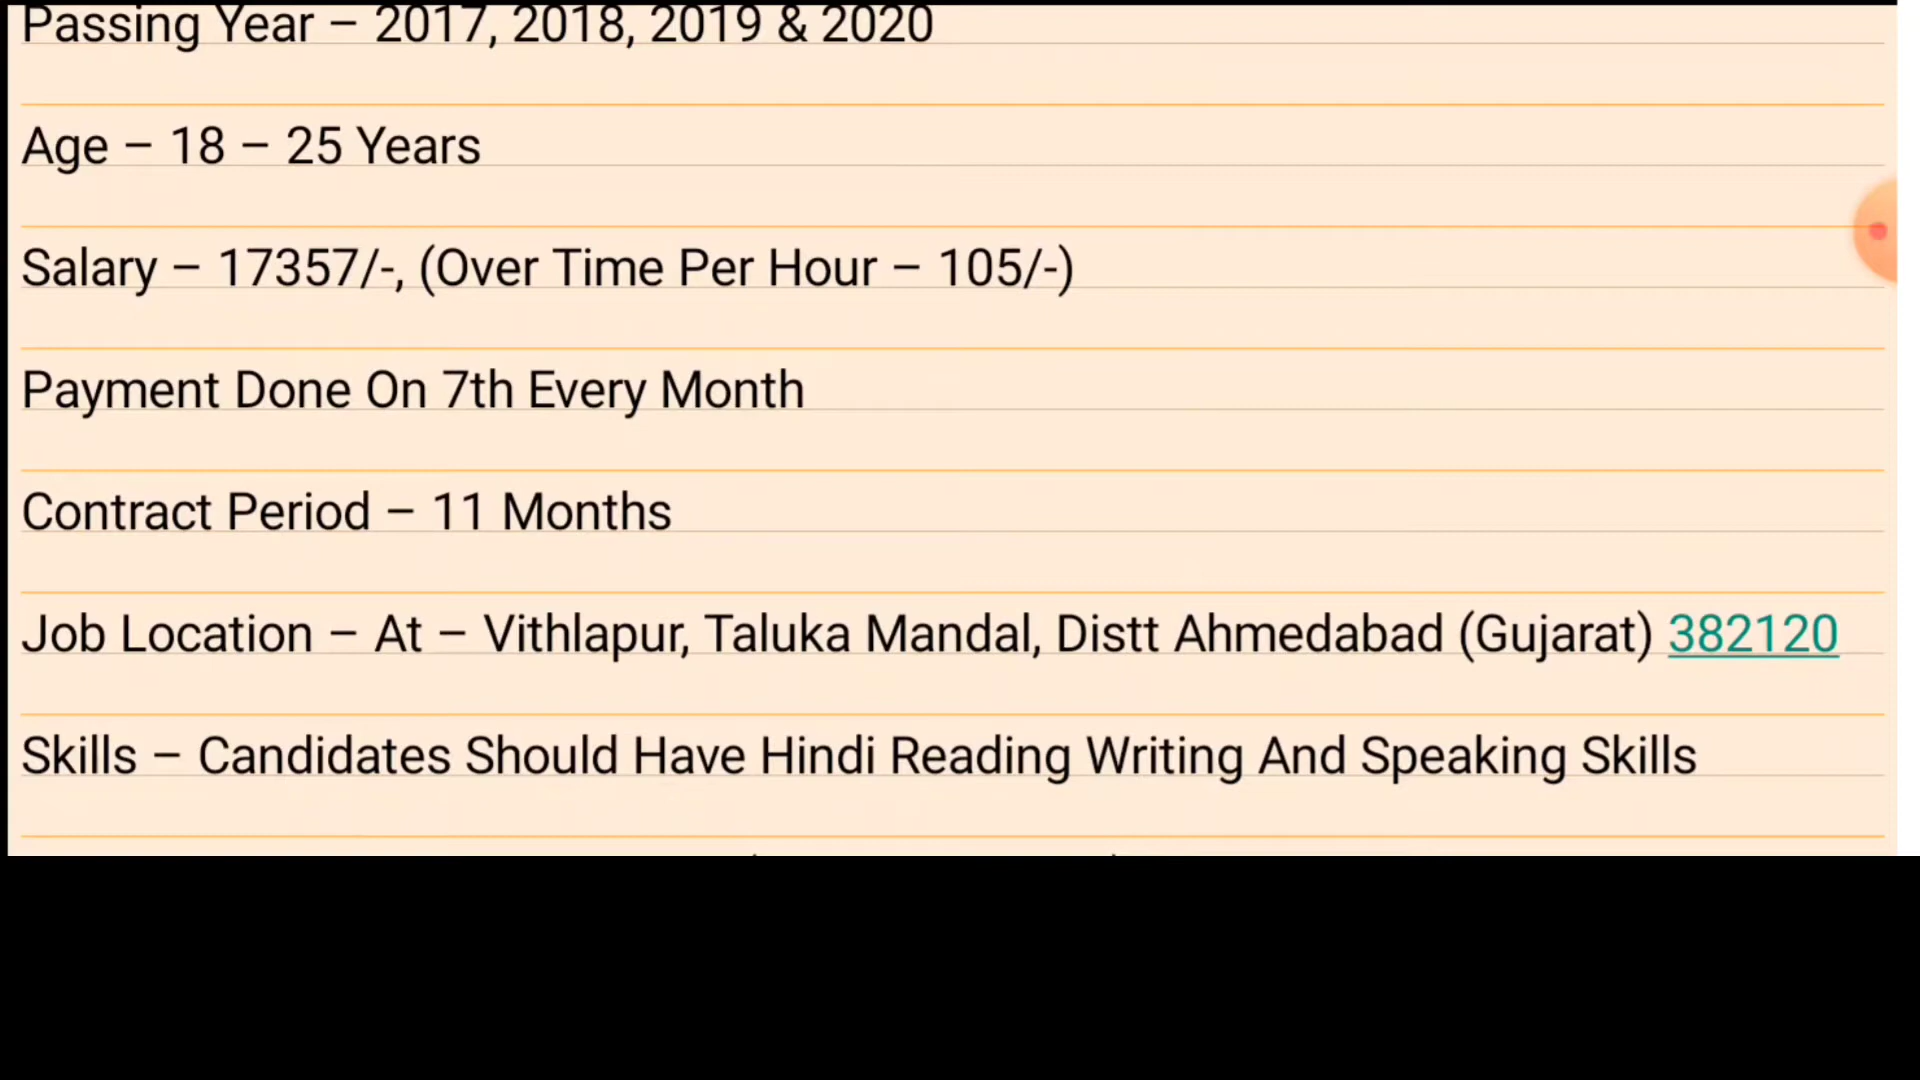 Passing Year – 2017, 2018, 2019 & 2020
Age – 18 – 25 Years
Salary – 17357/-, (Over Time Per Hour – 105/-)
Payment Done On 7th Every Month
Contract Period – 11 Months
Job Location – At – Vithlapur, Taluka Mandal, Distt Ahmedabad (Gujarat) 382120
Skills – Candidates Should Have Hindi Reading Writing And Speaking Skills